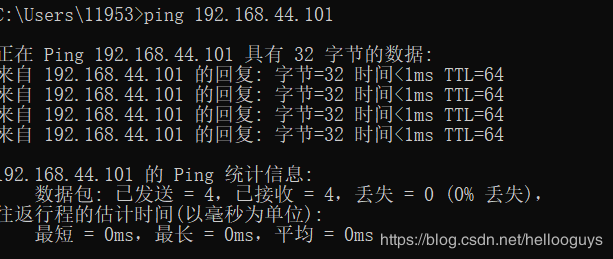 C:\Users\11953>ping 192.168.44.101
正在 Ping 192.168.44.101 具有 32 字节的数据:
来自 192.168.44.101 的回复: 字节=32 时间<1ms TTL=64
来自 192.168.44.101 的回复: 字节=32 时间<1ms TTL=64
来自 192.168.44.101 的回复: 字节=32 时间<1ms TTL=64
来自 192.168.44.101 的回复: 字节=32 时间<1ms TTL=64
192.168.44.101 的 Ping 统计信息:
数据包: 已发送 = 4，已接收 = 4，丢失 = 0 (0% 丢失)，
往返行程的估计时间(以毫秒为单位):
最短 = 0ms，最长 = 0ms，平均 = 0ms
https://blog.csdn.net/hellooguys